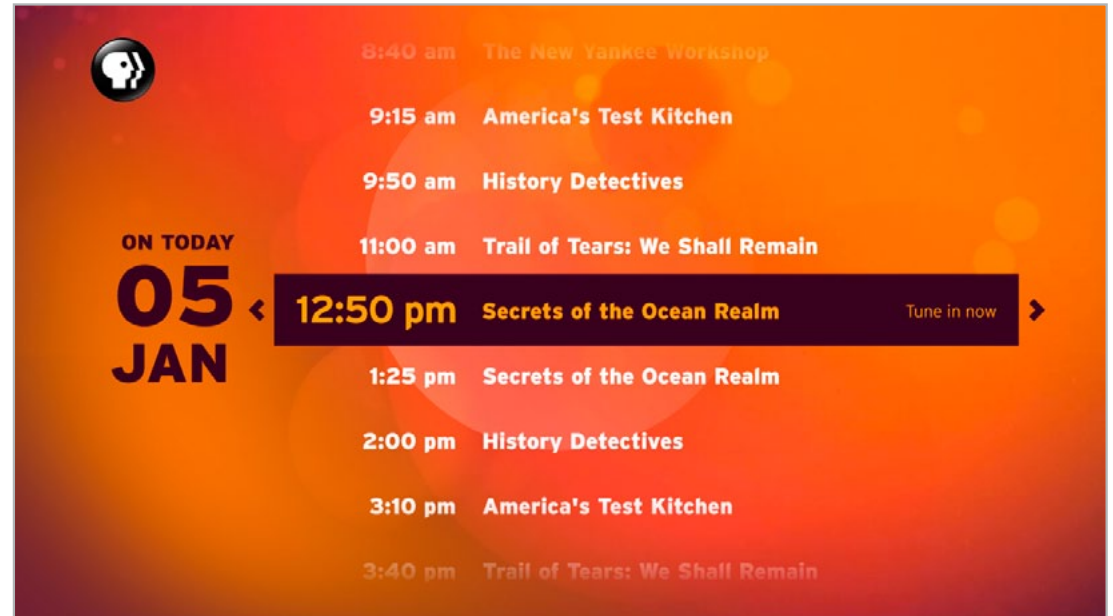 8:40 am The New Yankee Workshop
9:15 am America's Test Kitchen
9:50 am History Detectives
11:00 am Trail of Tears: We Shall Remain
ON TODAY
05
JAN
12:50 pm Secrets of the Ocean Realm Tune in now
1:25 pm Secrets of the Ocean Realm
2:00 pm History Detectives
3:10 pm America's Test Kitchen
3:40 pm Trail of Tears: We Shall Remain